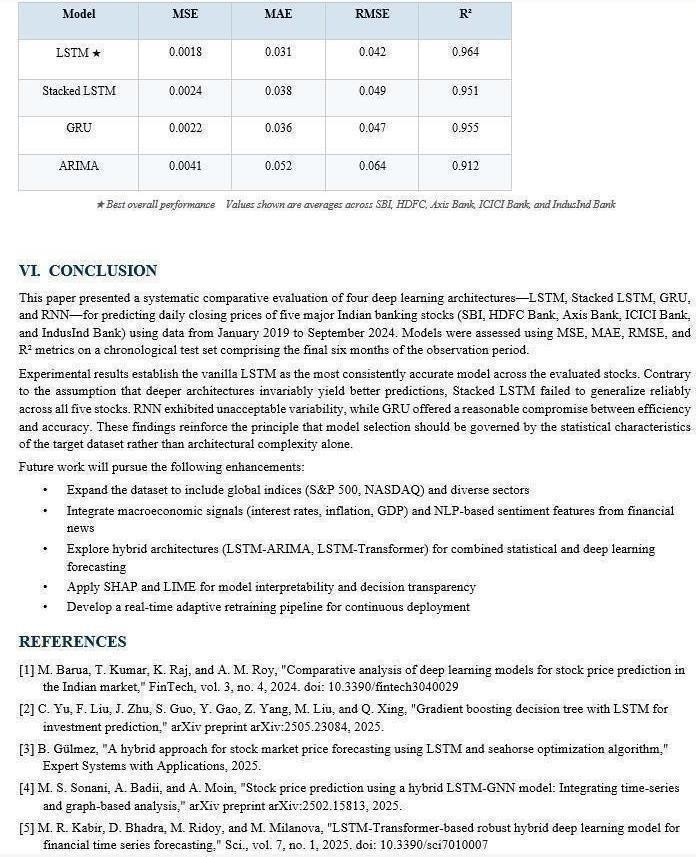 Model MSE MAE RMSE R²
LSTM ★ 0.0018 0.031 0.042 0.964
Stacked LSTM 0.0024 0.038 0.049 0.951
GRU 0.0022 0.036 0.047 0.955
ARIMA 0.0041 0.052 0.064 0.912
★ Best overall performance Values shown are averages across SBI, HDFC, Axis Bank, ICICI Bank, and IndusInd Bank
VI. CONCLUSION
This paper presented a systematic comparative evaluation of four deep learning architectures—LSTM, Stacked LSTM, GRU,
and RNN—for predicting daily closing prices of five major Indian banking stocks (SBI, HDFC Bank, Axis Bank, ICICI Bank,
and IndusInd Bank) using data from January 2019 to September 2024. Models were assessed using MSE, MAE, RMSE, and
R² metrics on a chronological test set comprising the final six months of the observation period.
Experimental results establish the vanilla LSTM as the most consistently accurate model across the evaluated stocks. Contrary
to the assumption that deeper architectures invariably yield better predictions, Stacked LSTM failed to generalize reliably
across all five stocks. RNN exhibited unacceptable variability, while GRU offered a reasonable compromise between efficiency
and accuracy. These findings reinforce the principle that model selection should be governed by the statistical characteristics
of the target dataset rather than architectural complexity alone.
Future work will pursue the following enhancements:
• Expand the dataset to include global indices (S&P 500, NASDAQ) and diverse sectors
• Integrate macroeconomic signals (interest rates, inflation, GDP) and NLP-based sentiment features from financial
news
• Explore hybrid architectures (LSTM-ARIMA, LSTM-Transformer) for combined statistical and deep learning
forecasting
• Apply SHAP and LIME for model interpretability and decision transparency
• Develop a real-time adaptive retraining pipeline for continuous deployment
REFERENCES
[1] M. Barua, T. Kumar, K. Raj, and A. M. Roy, "Comparative analysis of deep learning models for stock price prediction in
the Indian market," FinTech, vol. 3, no. 4, 2024. doi: 10.3390/fintech3040029
[2] C. Yu, F. Liu, J. Zhu, S. Guo, Y. Gao, Z. Yang, M. Liu, and Q. Xing, "Gradient boosting decision tree with LSTM for
investment prediction," arXiv preprint arXiv:2505.23084, 2025.
[3] B. Gülmez, "A hybrid approach for stock market price forecasting using LSTM and seahorse optimization algorithm,"
Expert Systems with Applications, 2025.
[4] M. S. Sonani, A. Badii, and A. Moin, "Stock price prediction using a hybrid LSTM-GNN model: Integrating time-series
and graph-based analysis," arXiv preprint arXiv:2502.15813, 2025.
[5] M. R. Kabir, D. Bhadra, M. Ridoy, and M. Milanova, "LSTM-Transformer-based robust hybrid deep learning model for
financial time series forecasting," Sci., vol. 7, no. 1, 2025. doi: 10.3390/sci7010007